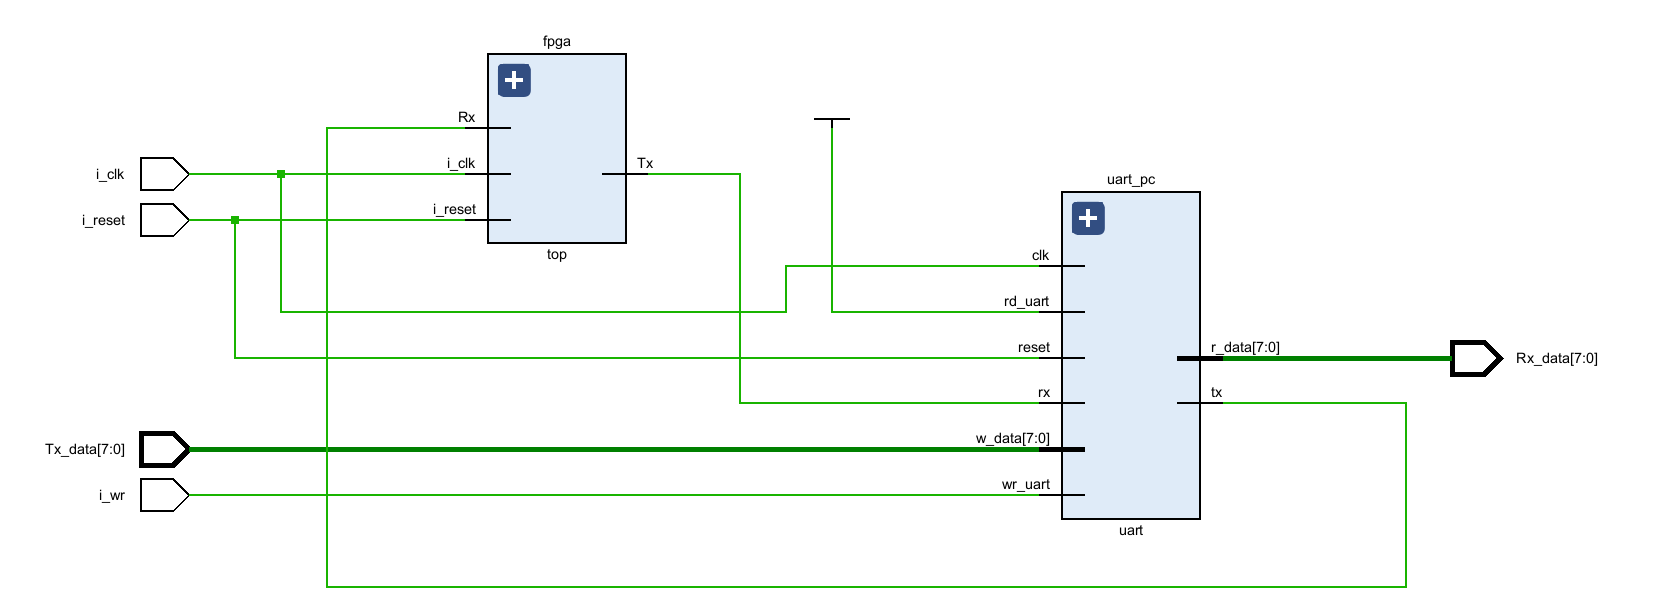 fpga
Rx
i_clk
i_clk
Tx
i_reset
i_reset
top
uart_pc
clk
rd_uart
reset
r_data[7:0]
Rx_data[7:0]
rx
tx
w_data[7:0]
Tx_data[7:0]
wr_uart
i_wr
uart